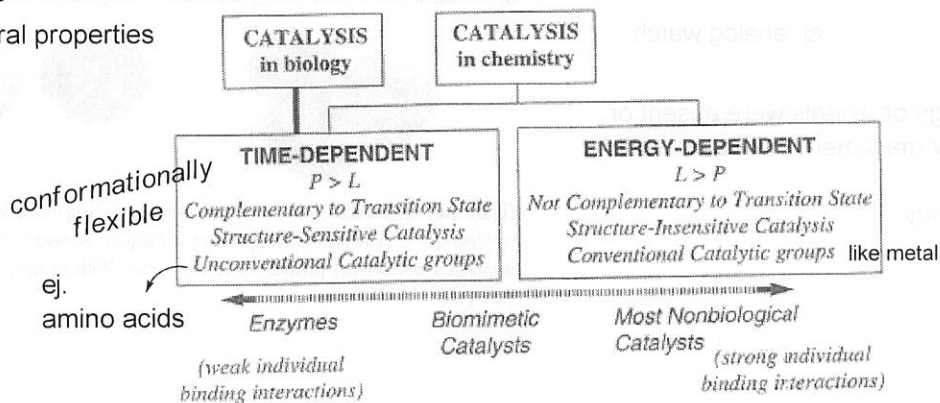 ral properties
CATALYSIS
in biology
CATALYSIS
in chemistry
ej. analog watch
TIME-DEPENDENT
P > L
Complementary to Transition State
Structure-Sensitive Catalysis
Unconventional Catalytic groups
ENERGY-DEPENDENT
L > P
Not Complementary to Transition State
Structure-Insensitive Catalysis
Conventional Catalytic groups
like metal
conformationally
flexible
ej.
amino acids
Enzymes
Biomimetic
Catalysts
Most Nonbiological
Catalysts
(weak individual
binding interactions)
(strong individual
binding interactions)